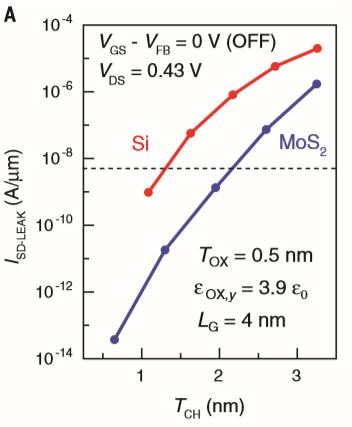 A
10⁻⁴
10⁻⁶
10⁻⁸
10⁻¹⁰
10⁻¹²
10⁻¹⁴
I_SD-LEAK (A/μm)
V_GS - V_FB = 0 V (OFF)
V_DS = 0.43 V
Si
MoS₂
T_OX = 0.5 nm
ε_OX,y = 3.9 ε₀
L_G = 4 nm
1 2 3
T_CH (nm)